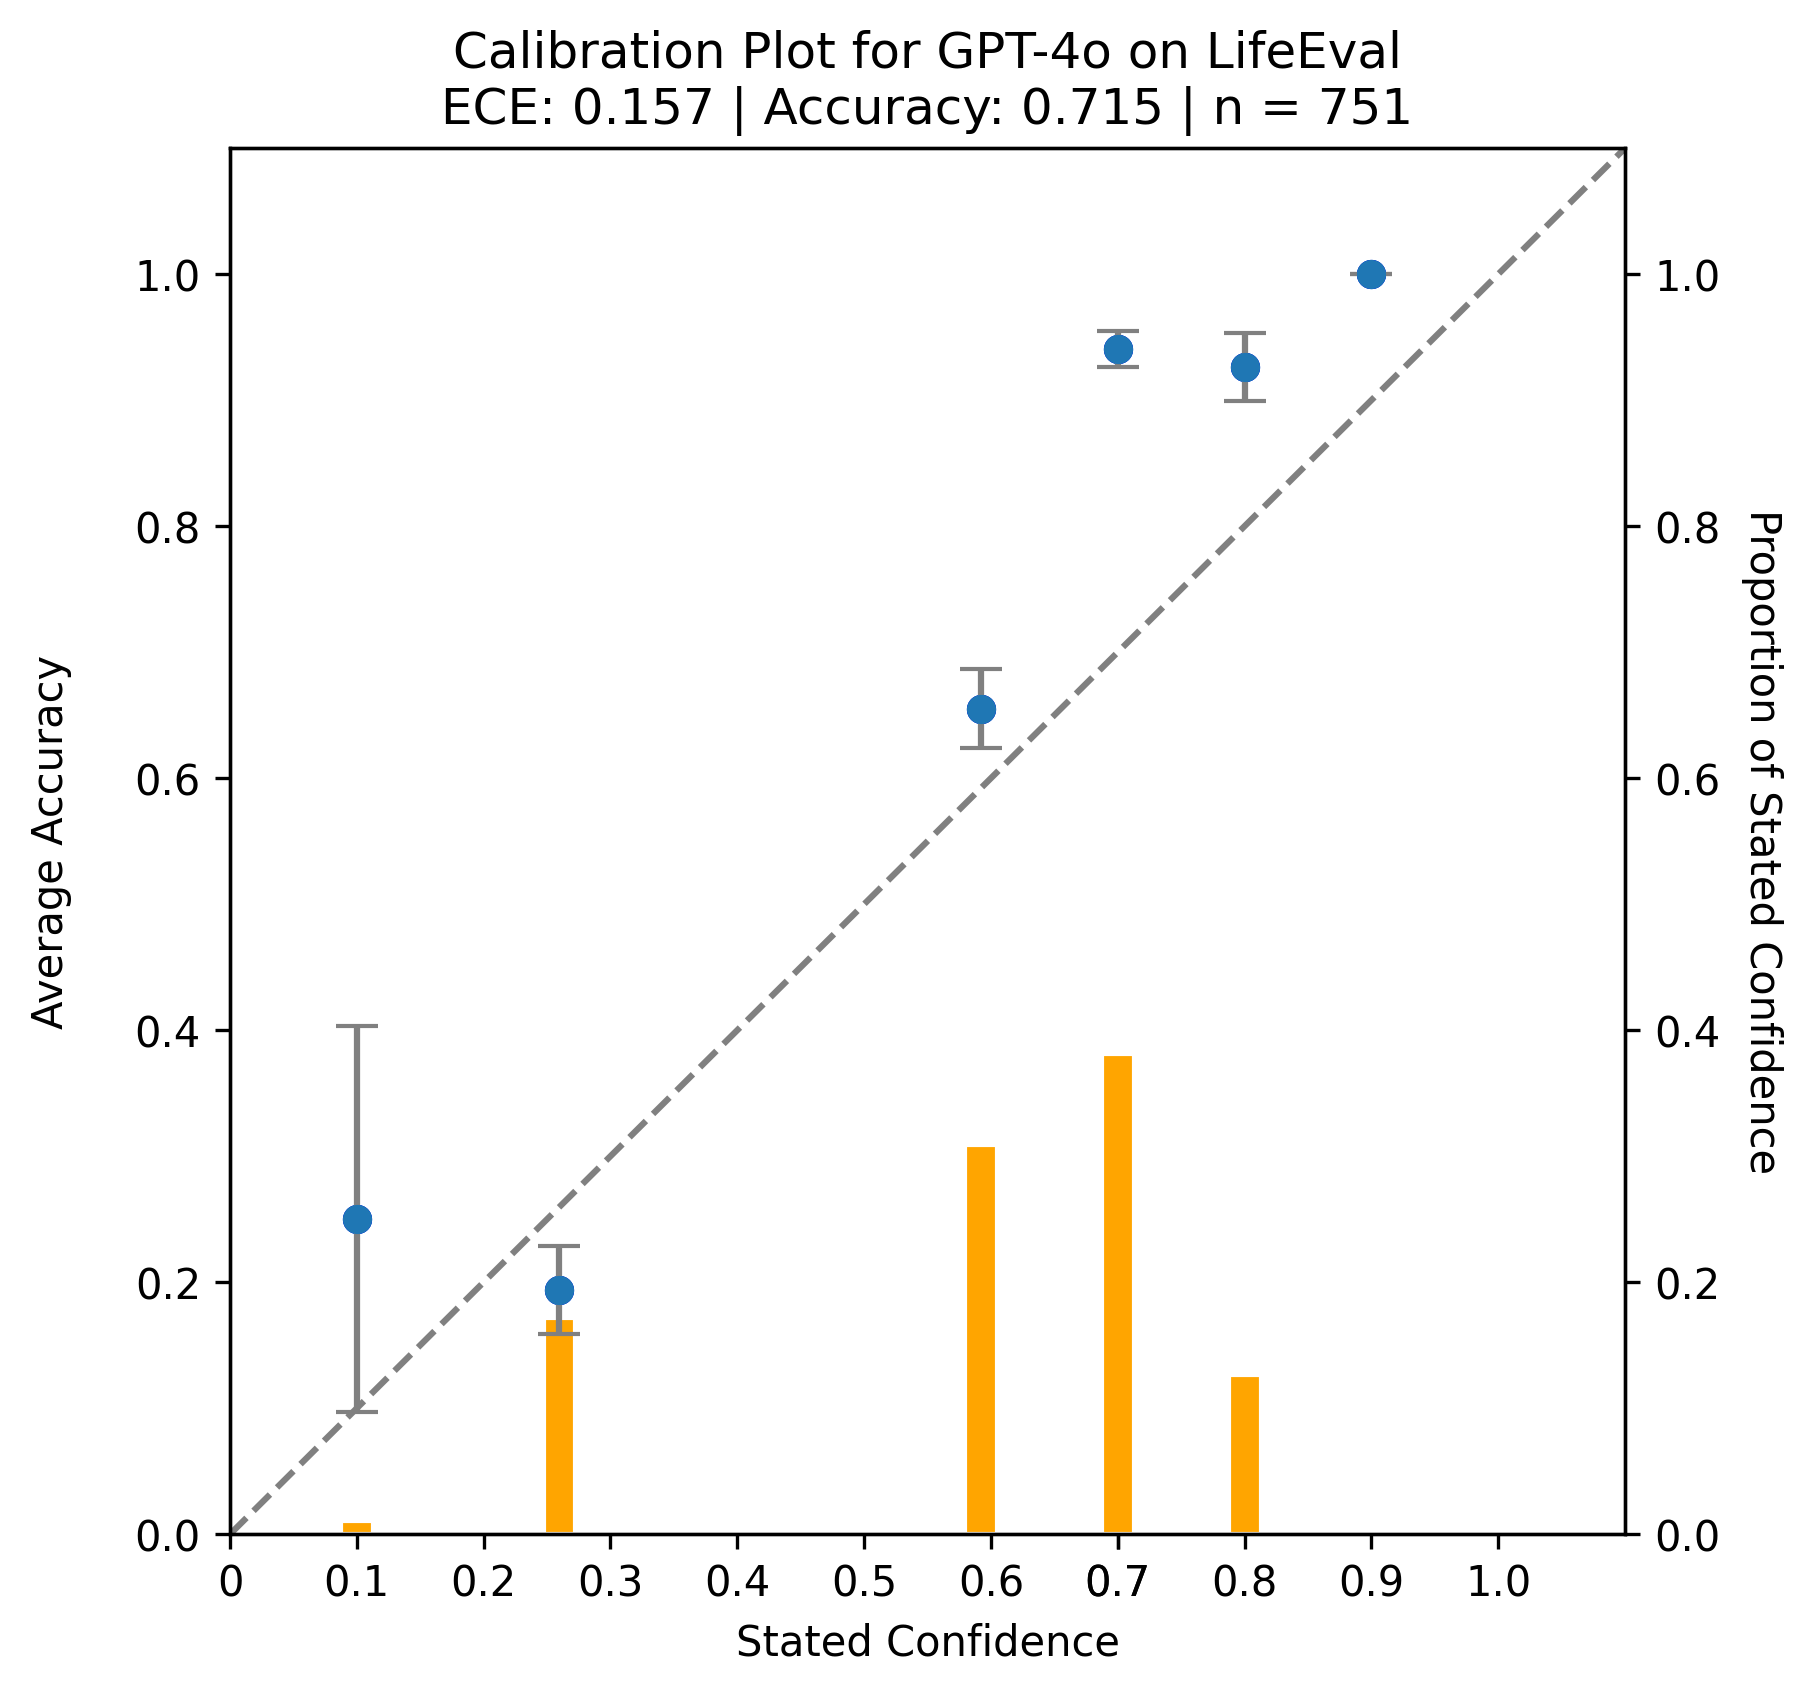 Calibration Plot for GPT-4o on LifeEval
ECE: 0.157 | Accuracy: 0.715 | n = 751
Average Accuracy
1.0
0.8
0.6
0.4
0.2
0.0
1.0
0.8
0.6
0.4
0.2
0.0
Proportion of Stated Confidence
0 0.1 0.2 0.3 0.4 0.5 0.6 0.7 0.8 0.9 1.0
Stated Confidence